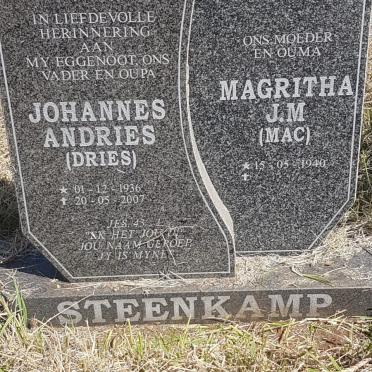 IN LIEFDEVOLLE
HERINNERING
AAN
MY EGGENOOT, ONS
VADER EN OUPA
JOHANNES
ANDRIES
(DRIES)
01-12-1936
20-05-2007
JES 43
"EK HET JOU BY
JOU NAAM GEROEP,
JY IS MYNE"
ONS MOEDER
EN OUMA
MAGRITHA
J.M
(MAC)
15-05-1940
STEENKAMP